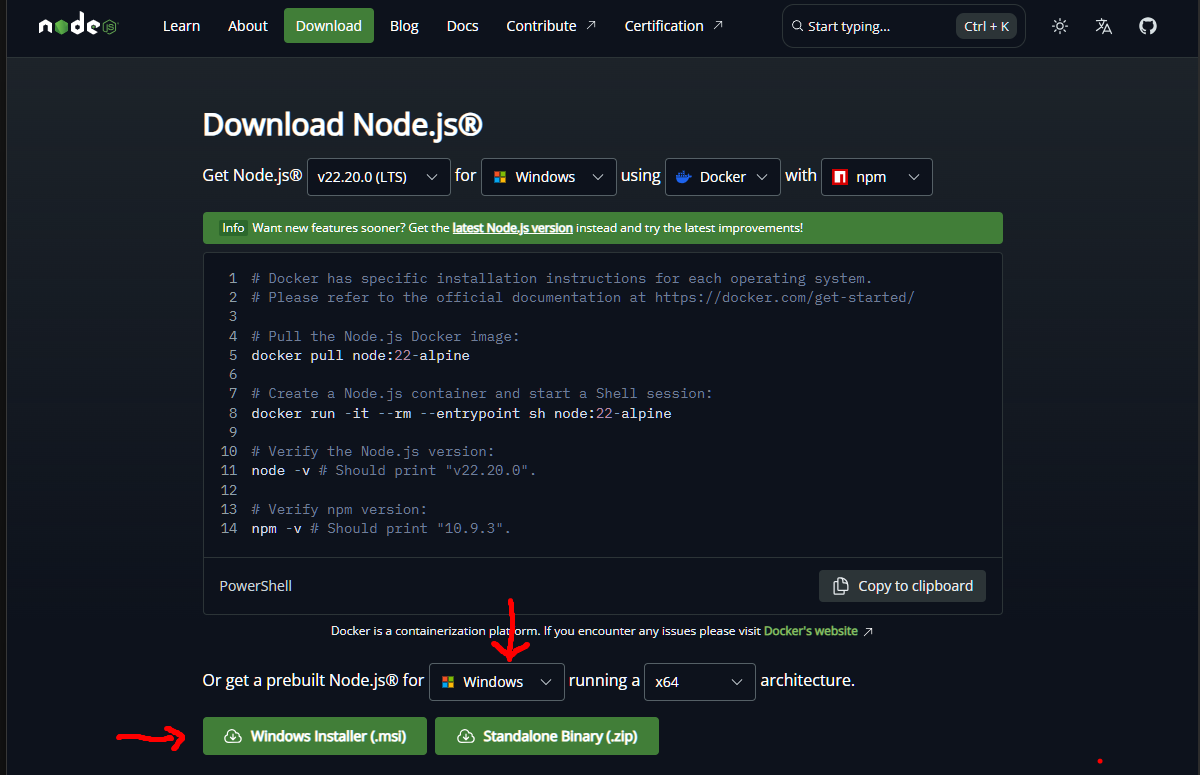 node JS
Learn About Download Blog Docs Contribute ↗ Certification ↗ Start typing... Ctrl + K
Download Node.js®
Get Node.js® v22.20.0 (LTS) for Windows using Docker with npm
Info Want new features sooner? Get the latest Node.js version instead and try the latest improvements!
1 # Docker has specific installation instructions for each operating system.
2 # Please refer to the official documentation at https://docker.com/get-started/
3
4 # Pull the Node.js Docker image:
5 docker pull node:22-alpine
6
7 # Create a Node.js container and start a Shell session:
8 docker run -it --rm --entrypoint sh node:22-alpine
9
10 # Verify the Node.js version:
11 node -v # Should print "v22.20.0".
12
13 # Verify npm version:
14 npm -v # Should print "10.9.3".
PowerShell Copy to clipboard
Docker is a containerization platform. If you encounter any issues please visit Docker's website ↗
Or get a prebuilt Node.js® for Windows running a x64 architecture.
Windows Installer (.msi) Standalone Binary (.zip)